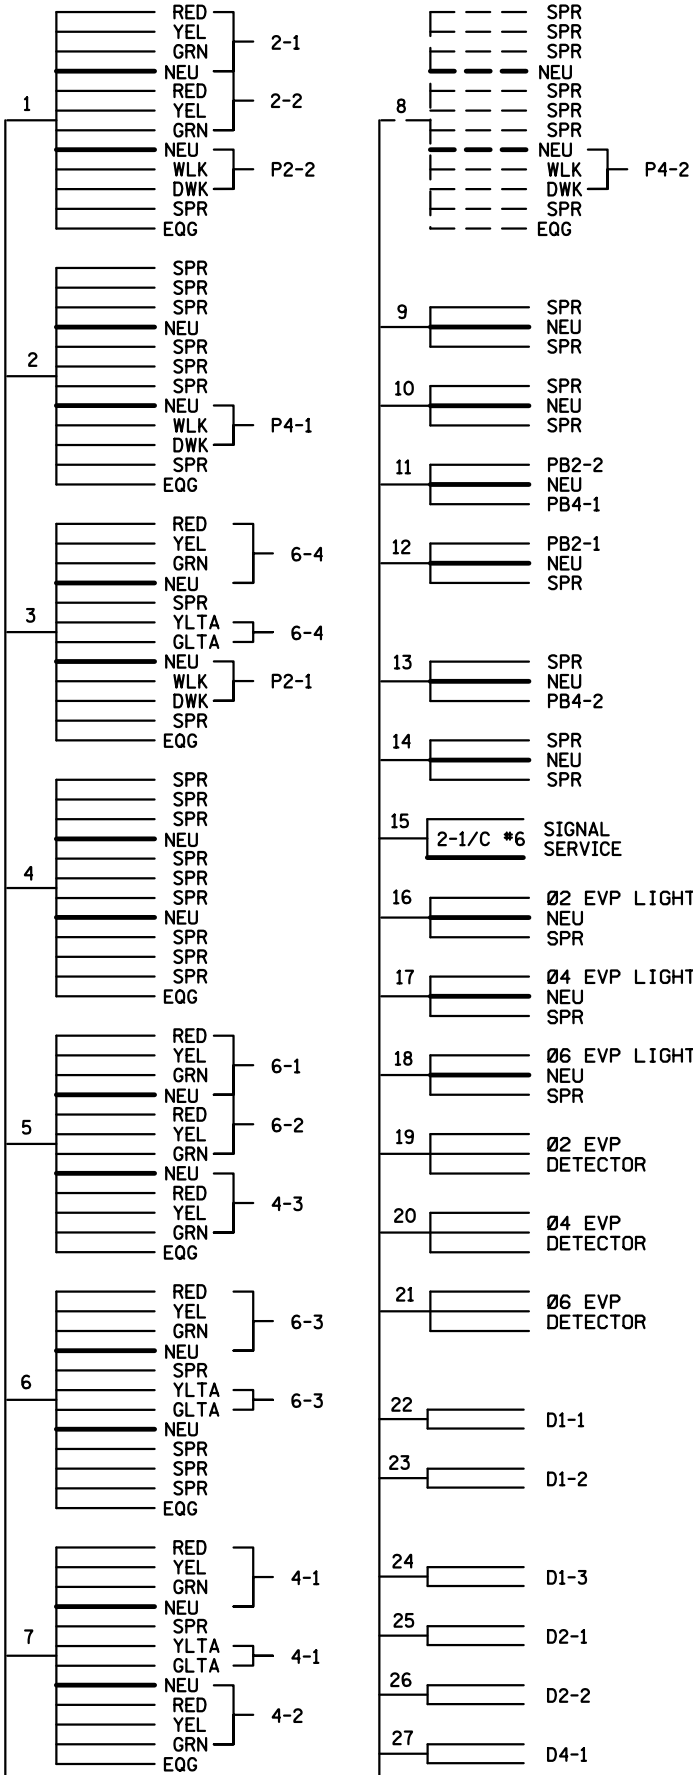 RED
YEL
2-1
GRN
NEU
RED
1
2-2
YEL
GRN
NEU
WLK
P2-2
DWK
SPR
EQG
SPR
SPR
SPR
NEU
SPR
2
SPR
SPR
NEU
WLK
P4-1
DWK
SPR
EQG
RED
YEL
6-4
GRN
NEU
SPR
3
YLTA
6-4
GLTA
NEU
WLK
P2-1
DWK
SPR
EQG
SPR
SPR
SPR
NEU
SPR
4
SPR
SPR
NEU
SPR
SPR
SPR
EQG
RED
YEL
6-1
GRN
NEU
RED
5
6-2
YEL
GRN
NEU
RED
4-3
YEL
GRN
EQG
RED
YEL
6-3
GRN
NEU
SPR
6
YLTA
6-3
GLTA
NEU
SPR
SPR
SPR
EQG
RED
YEL
4-1
GRN
NEU
SPR
7
YLTA
4-1
GLTA
NEU
RED
4-2
YEL
GRN
EQG
SPR
SPR
SPR
NEU
SPR
8
SPR
SPR
NEU
WLK
P4-2
DWK
SPR
EQG
9
SPR
NEU
SPR
10
SPR
NEU
SPR
11
PB2-2
NEU
PB4-1
12
PB2-1
NEU
SPR
13
SPR
NEU
PB4-2
14
SPR
NEU
SPR
15
2-1/C #6
SIGNAL
SERVICE
16
Ø2 EVP LIGHT
NEU
SPR
17
Ø4 EVP LIGHT
NEU
SPR
18
Ø6 EVP LIGHT
NEU
SPR
19
Ø2 EVP
DETECTOR
20
Ø4 EVP
DETECTOR
21
Ø6 EVP
DETECTOR
22
D1-1
23
D1-2
24
D1-3
25
D2-1
26
D2-2
27
D4-1